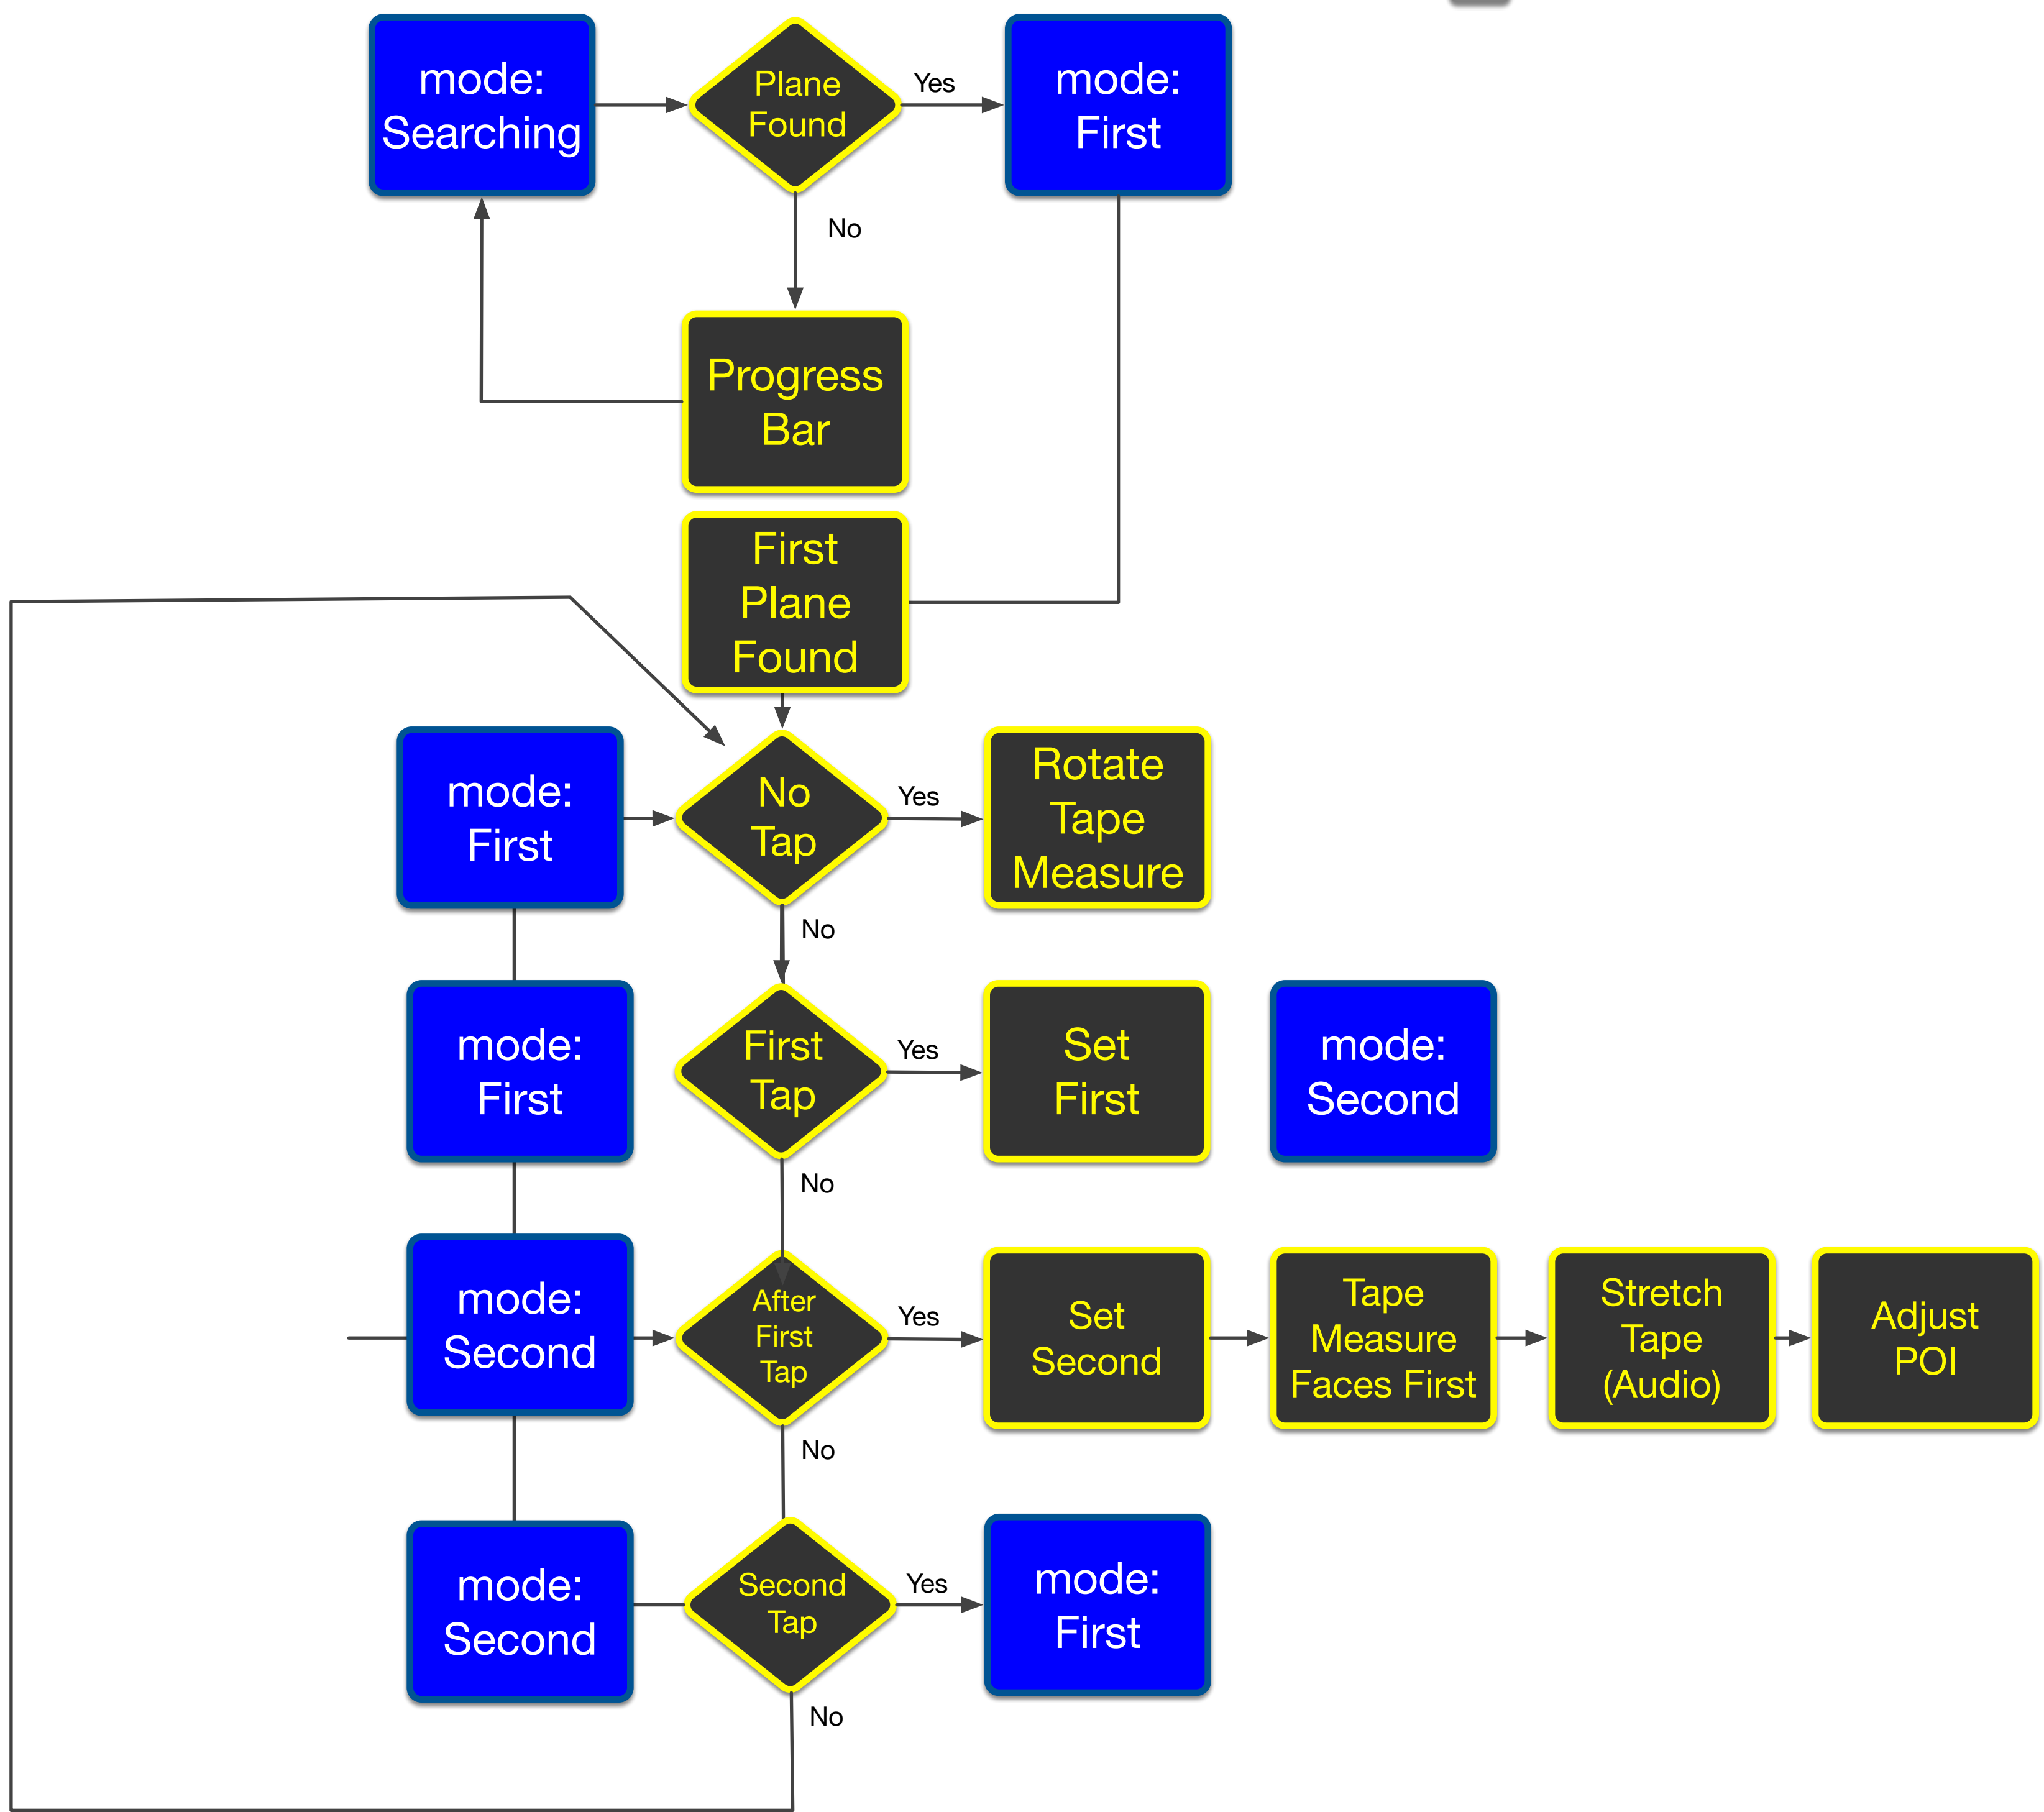 mode:
Searching
Plane
Found
Yes
mode:
First
No
Progress
Bar
First
Plane
Found
mode:
First
No
Tap
Yes
Rotate
Tape
Measure
No
mode:
First
First
Tap
Yes
Set
First
mode:
Second
No
mode:
Second
After
First
Tap
Yes
Set
Second
Tape
Measure
Faces First
Stretch
Tape
(Audio)
Adjust
POI
No
mode:
Second
Second
Tap
Yes
mode:
First
No